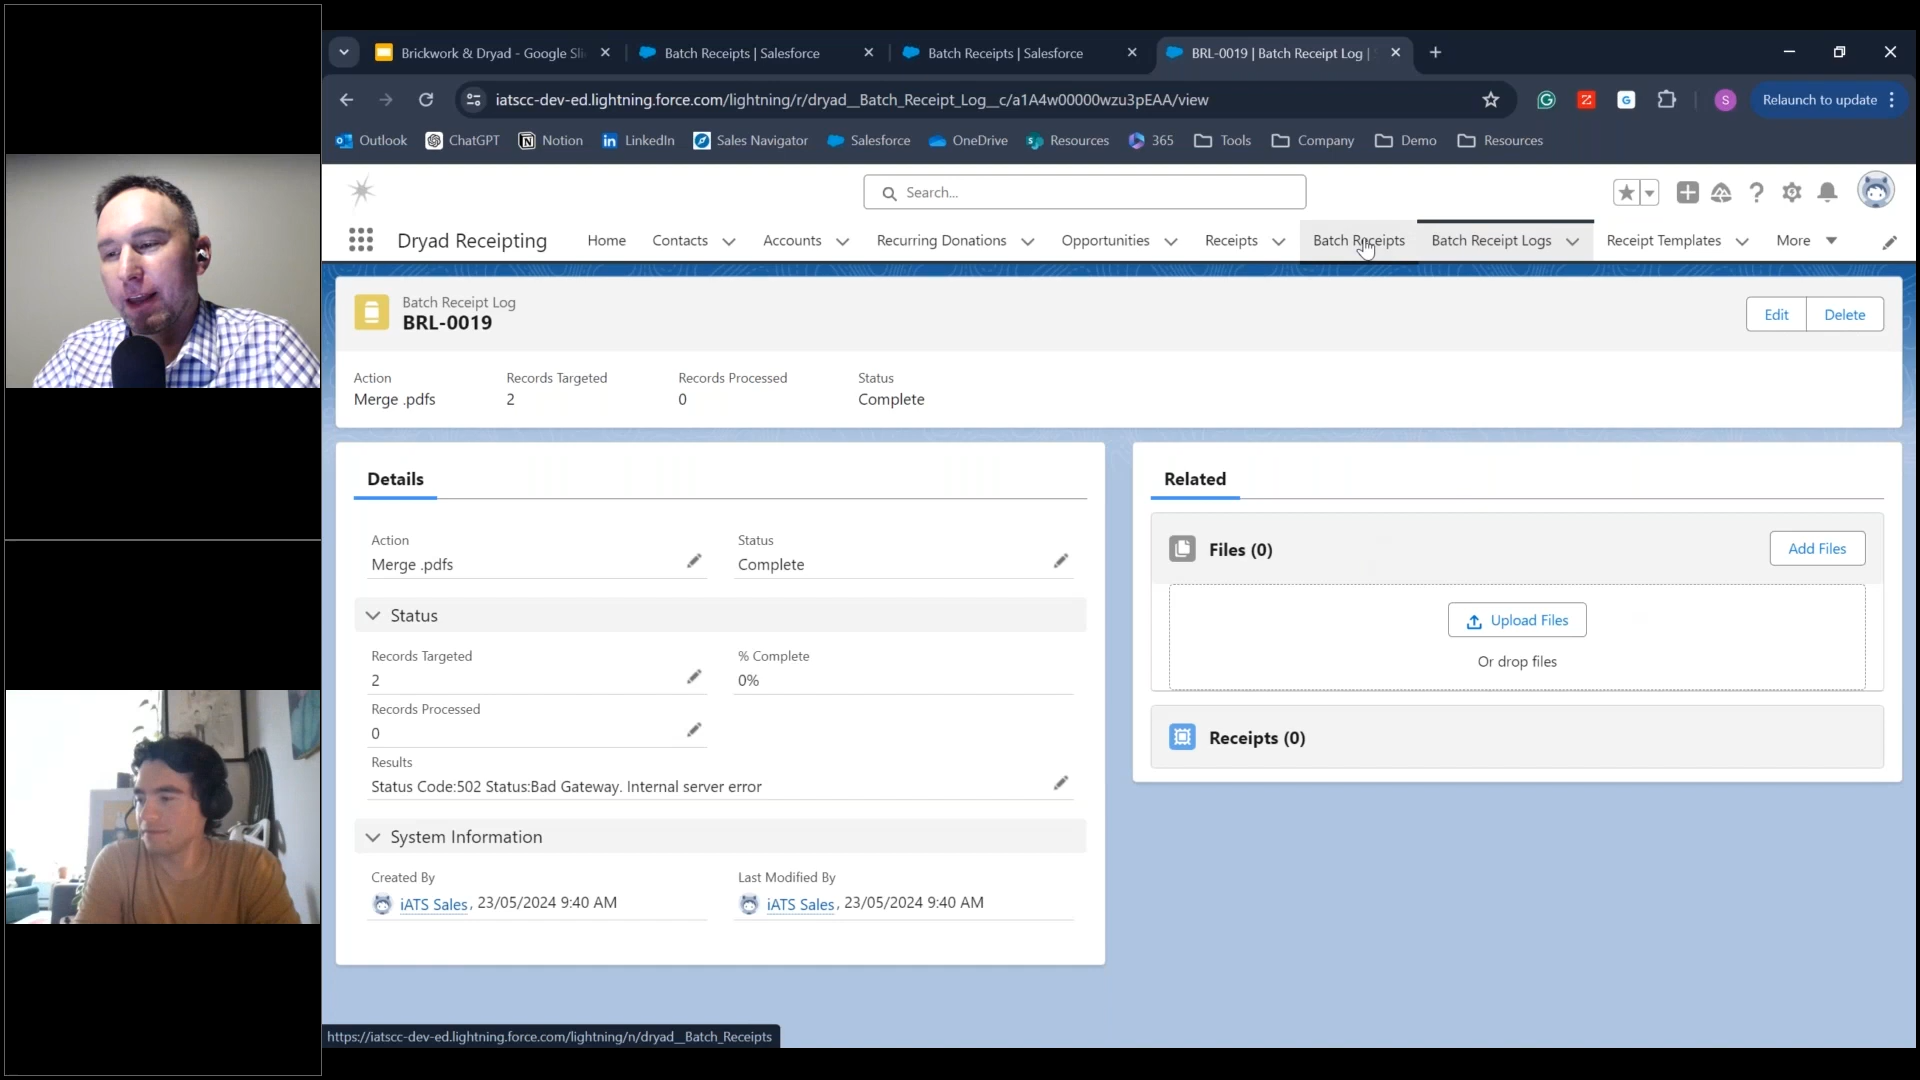 Brickwork & Dryad - Google Sli
Batch Receipts | Salesforce
Batch Receipts | Salesforce
BRL-0019 | Batch Receipt Log |
iatscc-dev-ed.lightning.force.com/lightning/r/dryad__Batch_Receipt_Log__c/a1A4w00000wzu3pEAA/view
Relaunch to update
Outlook
ChatGPT
Notion
LinkedIn
Sales Navigator
Salesforce
OneDrive
Resources
365
Tools
Company
Demo
Resources
Search...
Dryad Receipting
Home
Contacts
Accounts
Recurring Donations
Opportunities
Receipts
Batch Receipts
Batch Receipt Logs
Receipt Templates
More
Batch Receipt Log
BRL-0019
Edit
Delete
Action
Merge .pdfs
Records Targeted
2
Records Processed
0
Status
Complete
Details
Action
Merge .pdfs
Status
Complete
Status
Records Targeted
2
% Complete
0%
Records Processed
0
Results
Status Code:502 Status:Bad Gateway. Internal server error
System Information
Created By
iATS Sales, 23/05/2024 9:40 AM
Last Modified By
iATS Sales, 23/05/2024 9:40 AM
Related
Files (0)
Add Files
Upload Files
Or drop files
Receipts (0)
https://iatscc-dev-ed.lightning.force.com/lightning/n/dryad__Batch_Receipts